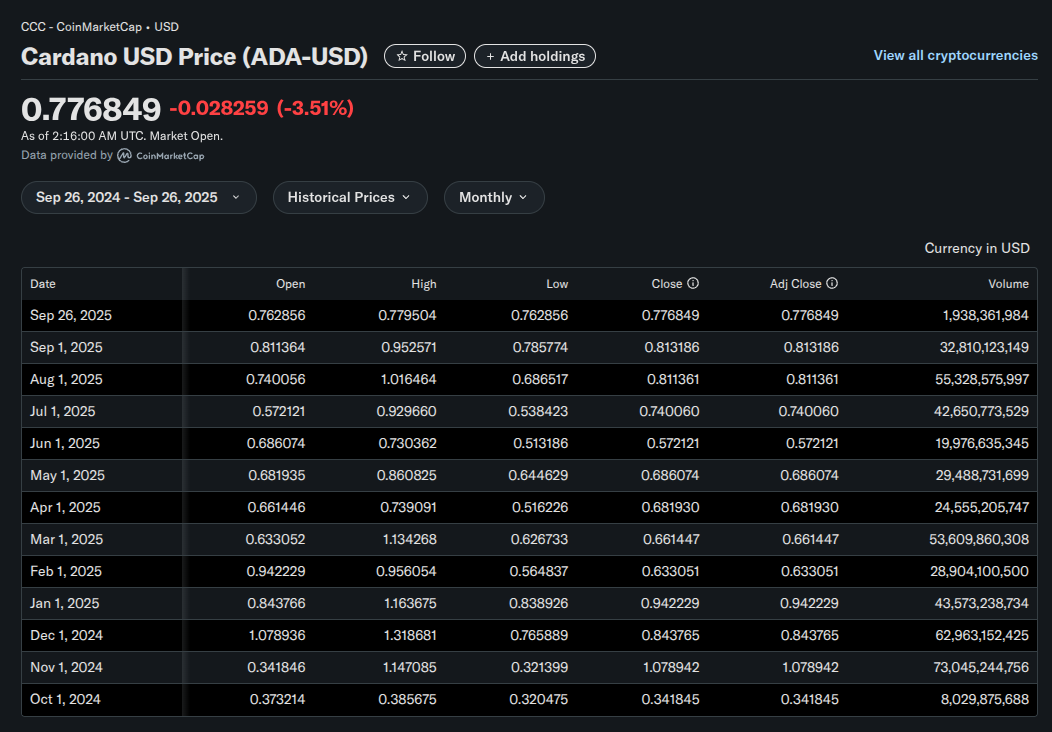 CCC - CoinMarketCap • USD
Cardano USD Price (ADA-USD) ☆ Follow + Add holdings View all cryptocurrencies
0.776849 -0.028259 (-3.51%)
As of 2:16:00 AM UTC. Market Open.
Data provided by CoinMarketCap
Sep 26, 2024 - Sep 26, 2025 Historical Prices Monthly
Currency in USD
Date Open High Low Close Adj Close Volume
Sep 26, 2025 0.762856 0.779504 0.762856 0.776849 0.776849 1,938,361,984
Sep 1, 2025 0.811364 0.952571 0.785774 0.813186 0.813186 32,810,123,149
Aug 1, 2025 0.740056 1.016464 0.686517 0.811361 0.811361 55,328,575,997
Jul 1, 2025 0.572121 0.929660 0.538423 0.740060 0.740060 42,650,773,529
Jun 1, 2025 0.686074 0.730362 0.513186 0.572121 0.572121 19,976,635,345
May 1, 2025 0.681935 0.860825 0.644629 0.686074 0.686074 29,488,731,699
Apr 1, 2025 0.661446 0.739091 0.516226 0.681930 0.681930 24,555,205,747
Mar 1, 2025 0.633052 1.134268 0.626733 0.661447 0.661447 53,609,860,308
Feb 1, 2025 0.942229 0.956054 0.564837 0.633051 0.633051 28,904,100,500
Jan 1, 2025 0.843766 1.163675 0.838926 0.942229 0.942229 43,573,238,734
Dec 1, 2024 1.078936 1.318681 0.765889 0.843765 0.843765 62,963,152,425
Nov 1, 2024 0.341846 1.147085 0.321399 1.078942 1.078942 73,045,244,756
Oct 1, 2024 0.373214 0.385675 0.320475 0.341845 0.341845 8,029,875,688